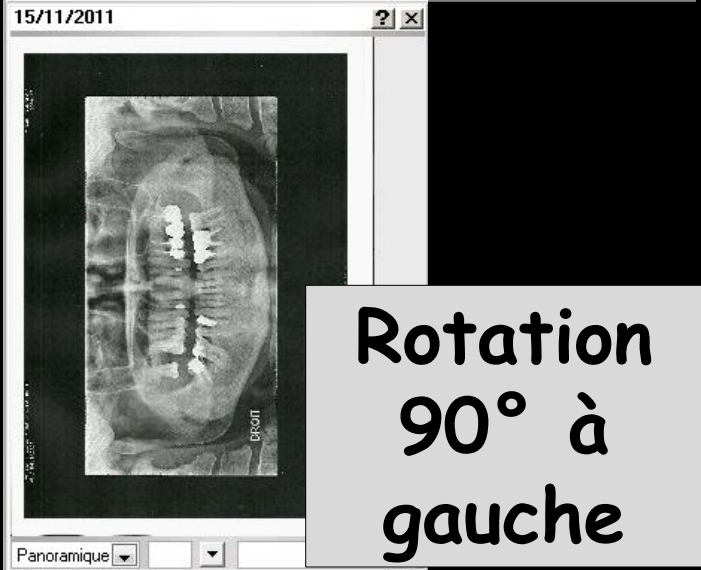 15/11/2011
? ×
DROIT
Panoramique
Rotation
90° à
gauche